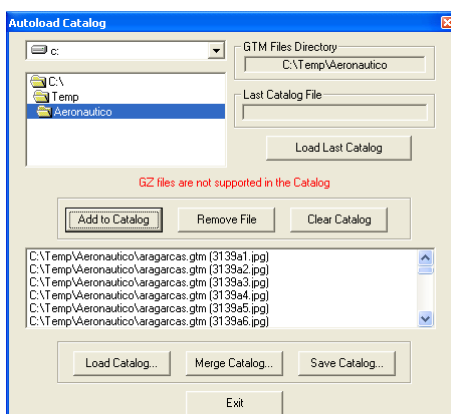 Autoload Catalog
c:
GTM Files Directory
C:\Temp\Aeronautico
C:\
Temp
Aeronautico
Last Catalog File
Load Last Catalog
GZ files are not supported in the Catalog
Add to Catalog
Remove File
Clear Catalog
C:\Temp\Aeronautico\aragarcas.gtm (3139a1.jpg)
C:\Temp\Aeronautico\aragarcas.gtm (3139a2.jpg)
C:\Temp\Aeronautico\aragarcas.gtm (3139a3.jpg)
C:\Temp\Aeronautico\aragarcas.gtm (3139a4.jpg)
C:\Temp\Aeronautico\aragarcas.gtm (3139a5.jpg)
C:\Temp\Aeronautico\aragarcas.gtm (3139a6.jpg)
Load Catalog...
Merge Catalog...
Save Catalog...
Exit